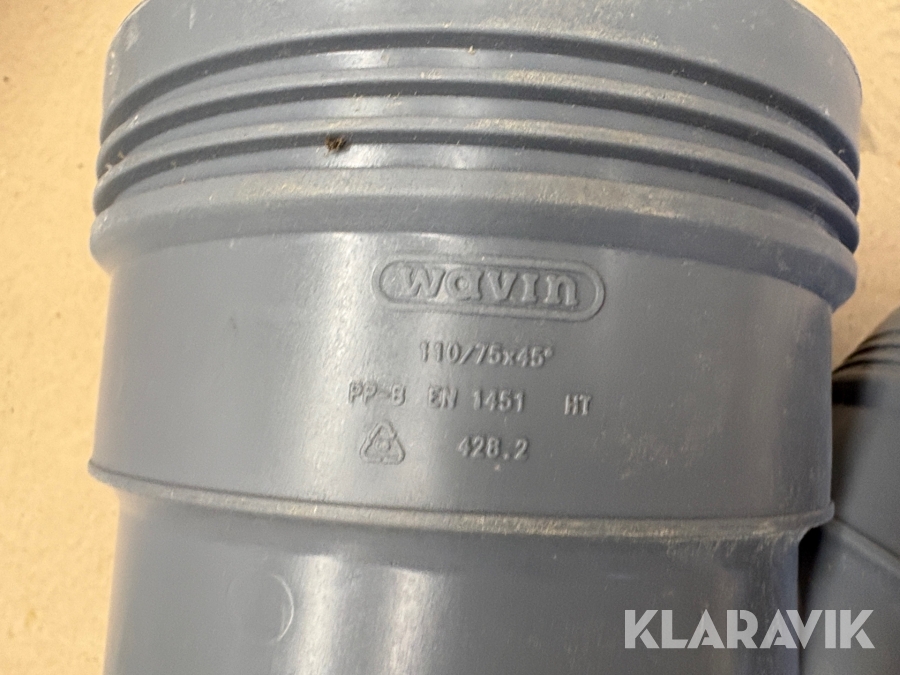 wavin
110/75x45°
PP-B EN 1451 HT
428.2
KLARAVIK